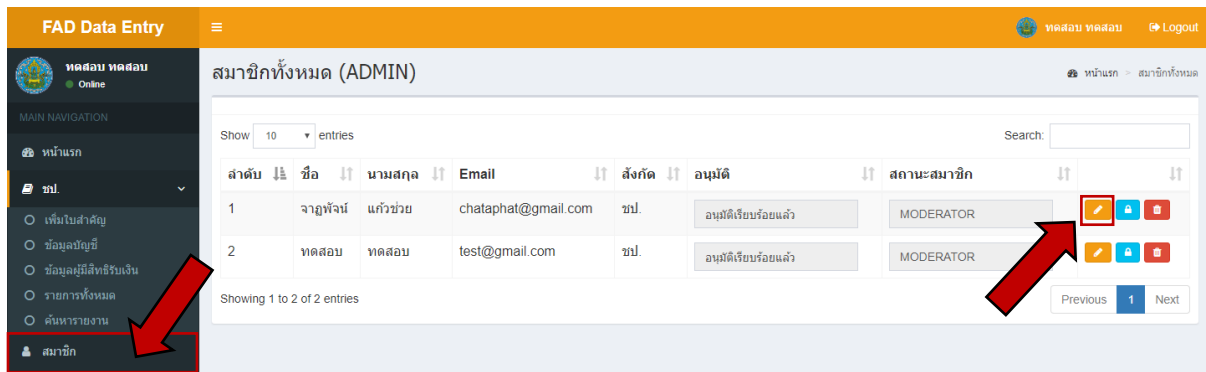 FAD Data Entry
ทดสอบ ทดสอบ
Logout
ทดสอบ ทดสอบ
Online
สมาชิกทั้งหมด (ADMIN)
หน้าแรก > สมาชิกทั้งหมด
MAIN NAVIGATION
หน้าแรก
ชป.
เพิ่มใบสำคัญ
ข้อมูลบัญชี
ข้อมูลผู้มีสิทธิรับเงิน
รายการทั้งหมด
ค้นหารายงาน
สมาชิก
Show 10 entries
Search:
ลำดับ ชื่อ นามสกุล Email สังกัด อนุมัติ สถานะสมาชิก
1 จาฏพัจน์ แก้วช่วย chataphat@gmail.com ชป. อนุมัติเรียบร้อยแล้ว MODERATOR
2 ทดสอบ ทดสอบ test@gmail.com ชป. อนุมัติเรียบร้อยแล้ว MODERATOR
Showing 1 to 2 of 2 entries
Previous 1 Next